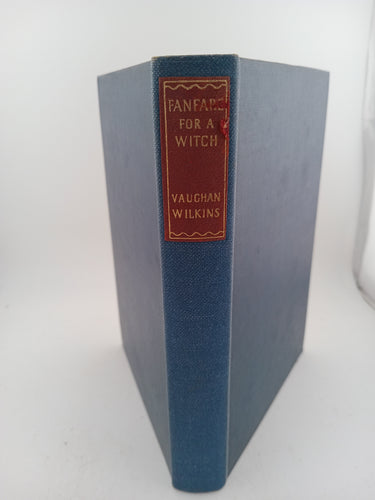 FANFARE
FOR A
WITCH
VAUGHAN
WILKINS